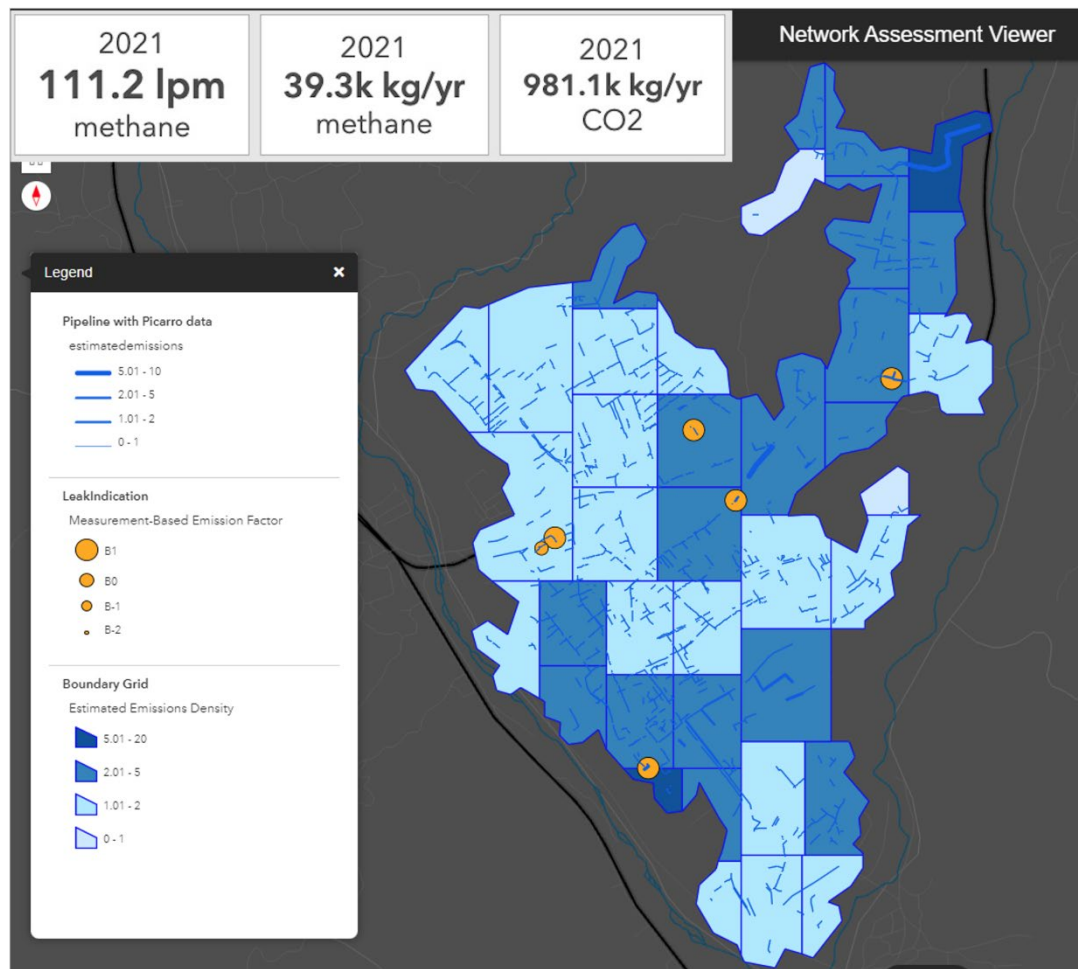 2021
111.2 lpm
methane
2021
39.3k kg/yr
methane
2021
981.1k kg/yr
CO2
Network Assessment Viewer
Legend
×
Pipeline with Picarro data
estimatedemissions
5.01 - 10
2.01 - 5
1.01 - 2
0 - 1
LeakIndication
Measurement-Based Emission Factor
B1
B0
B-1
B-2
Boundary Grid
Estimated Emissions Density
5.01 - 20
2.01 - 5
1.01 - 2
0 - 1